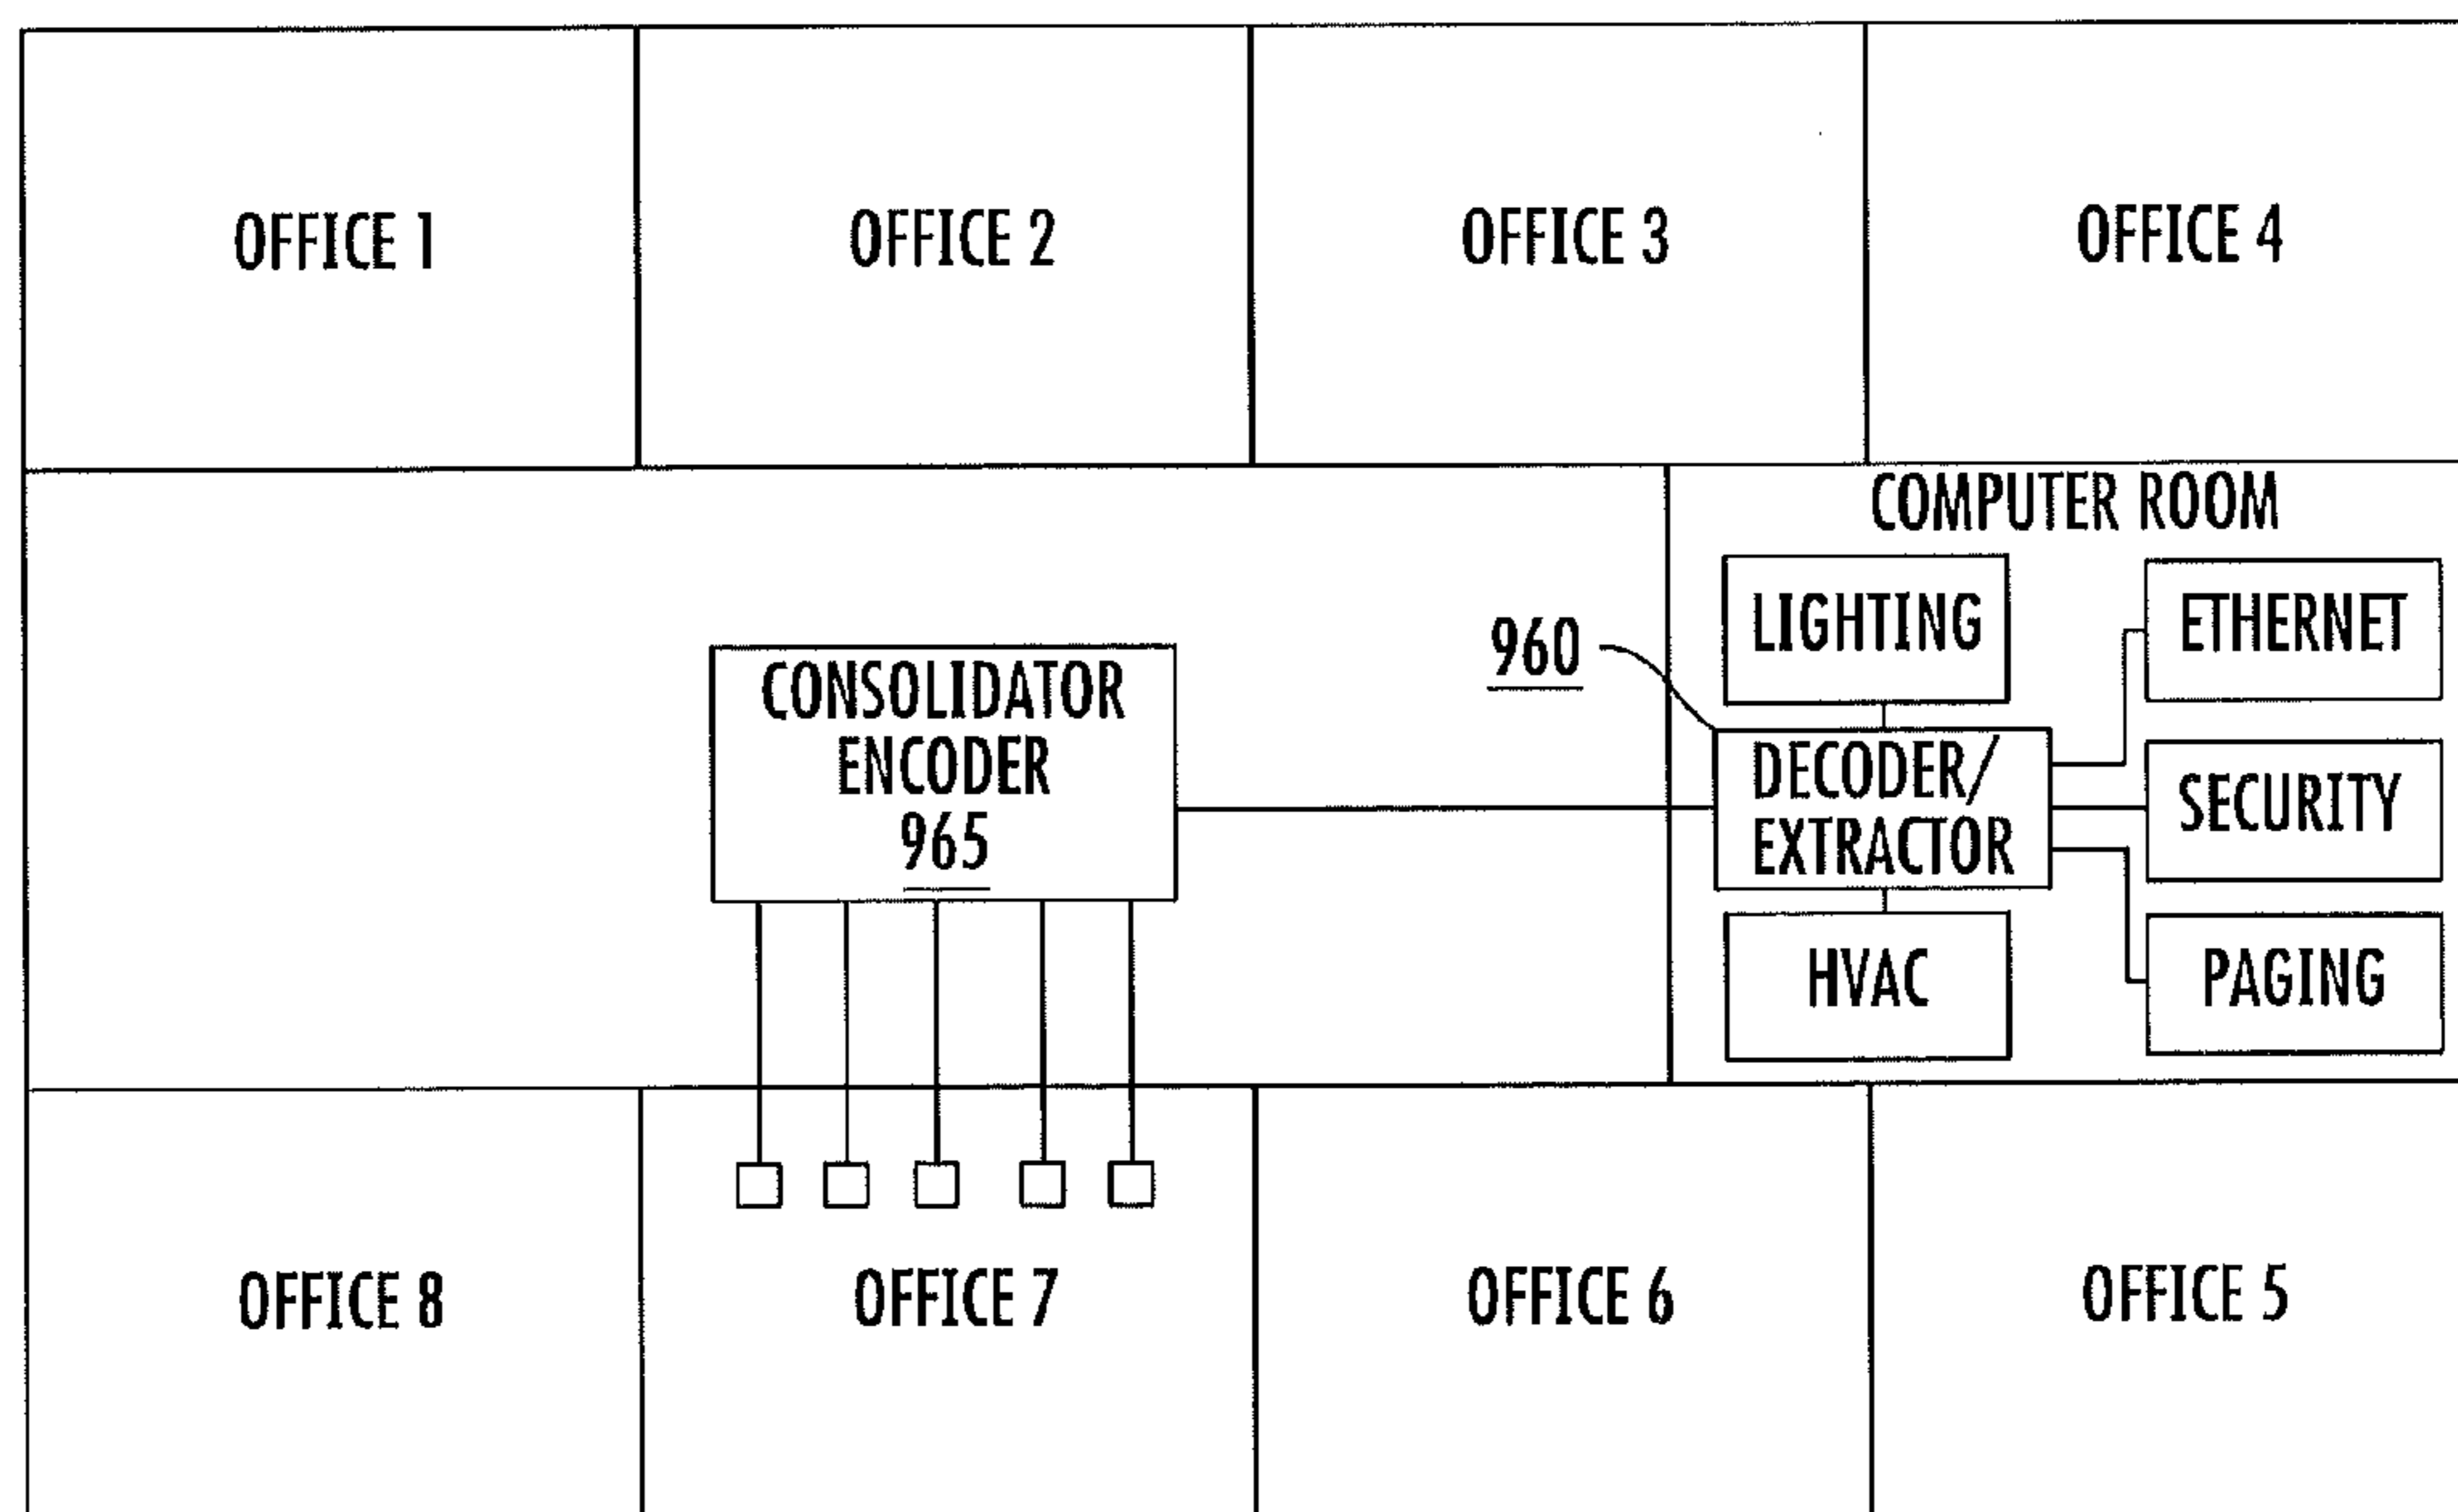 OFFICE 1
OFFICE 2
OFFICE 3
OFFICE 4
COMPUTER ROOM
LIGHTING
ETHERNET
960
CONSOLIDATOR
ENCODER
965
DECODER/
EXTRACTOR
SECURITY
HVAC
PAGING
OFFICE 8
OFFICE 7
OFFICE 6
OFFICE 5